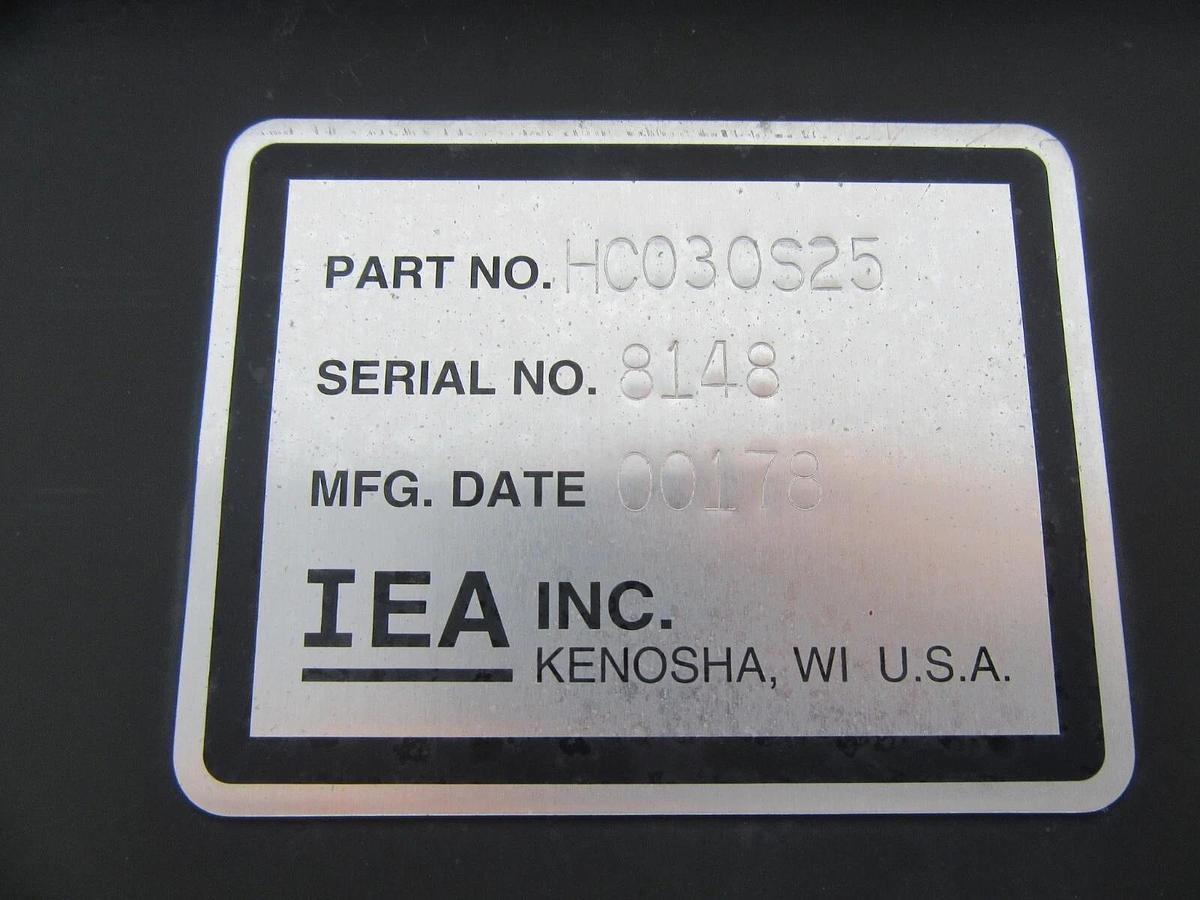 PART NO. HC030S25
SERIAL NO. 8148
MFG. DATE 00178
IEA INC.
KENOSHA, WI U.S.A.